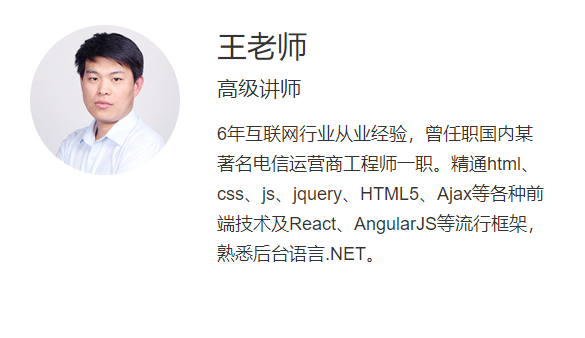 王老师
高级讲师
6年互联网行业从业经验，曾任职国内某
著名电信运营商工程师一职。精通html、
css、js、jquery、HTML5、Ajax等各种前
端技术及React、AngularJS等流行框架，
熟悉后台语言.NET。